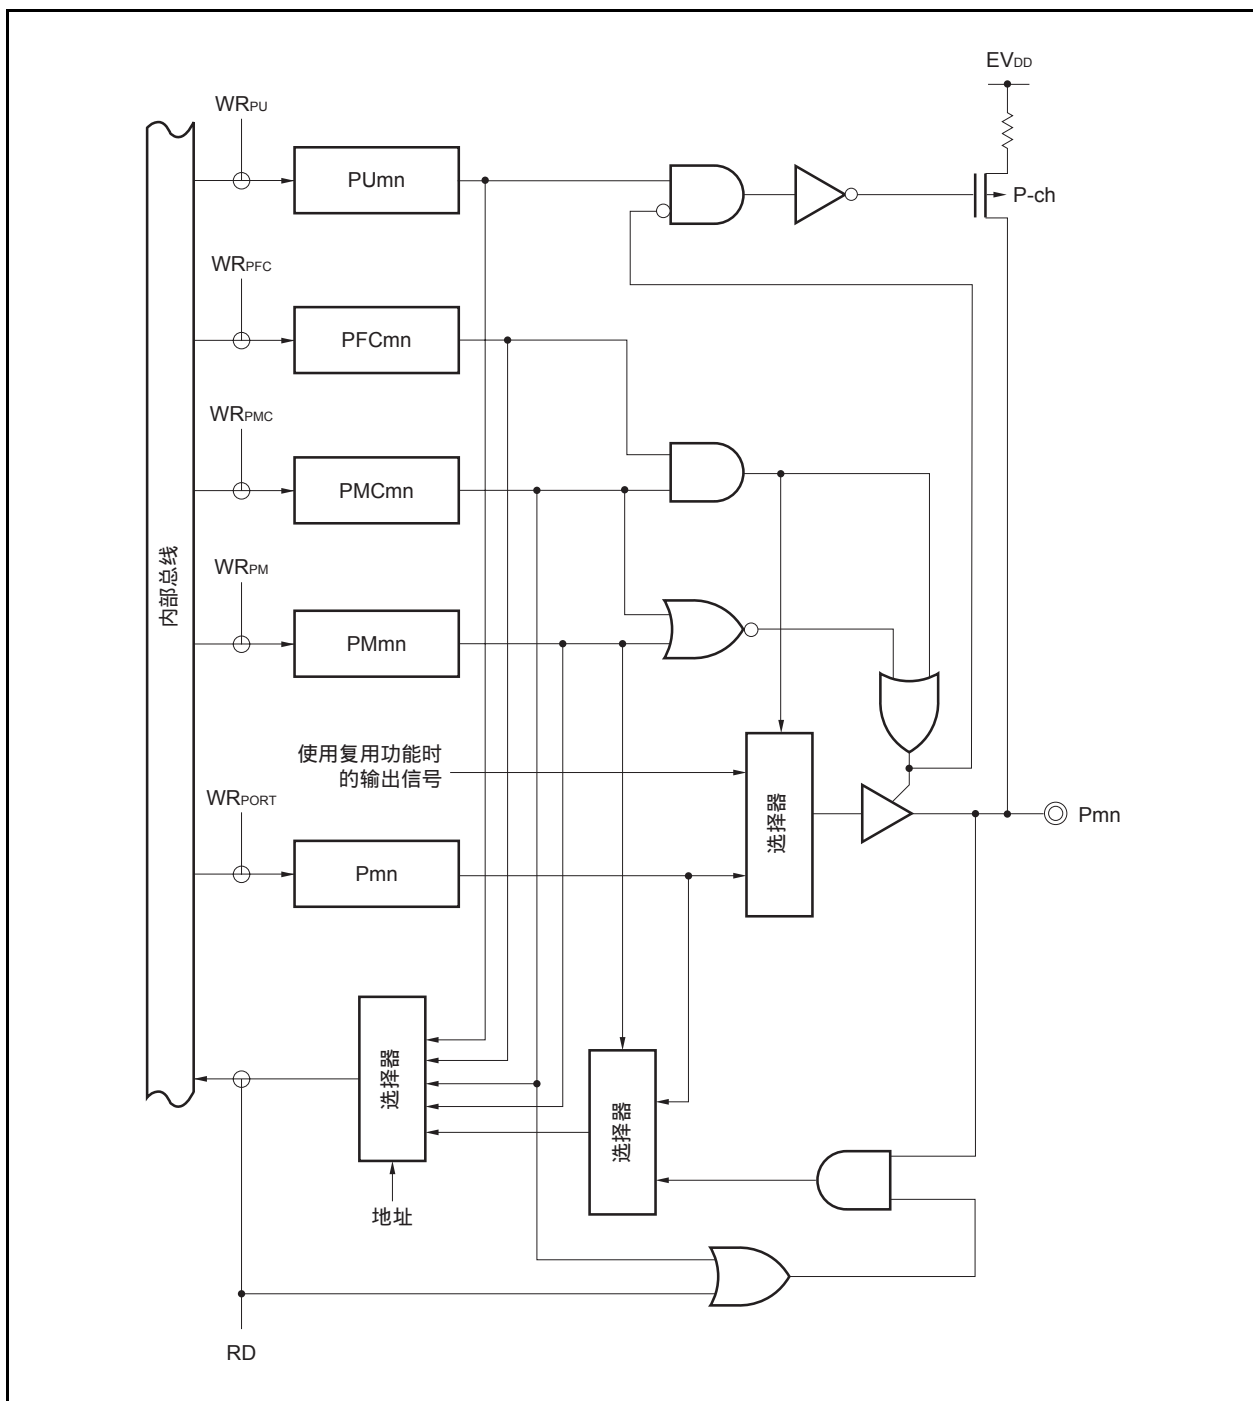 EVDD
WRPU
PUmn
P-ch
WRPFC
PFCmn
WRPMC
PMCmn
内部总线
WRPM
PMmn
使用复用功能时
的输出信号
WRPORT
选择器
Pmn
Pmn
选择器
选择器
地址
RD